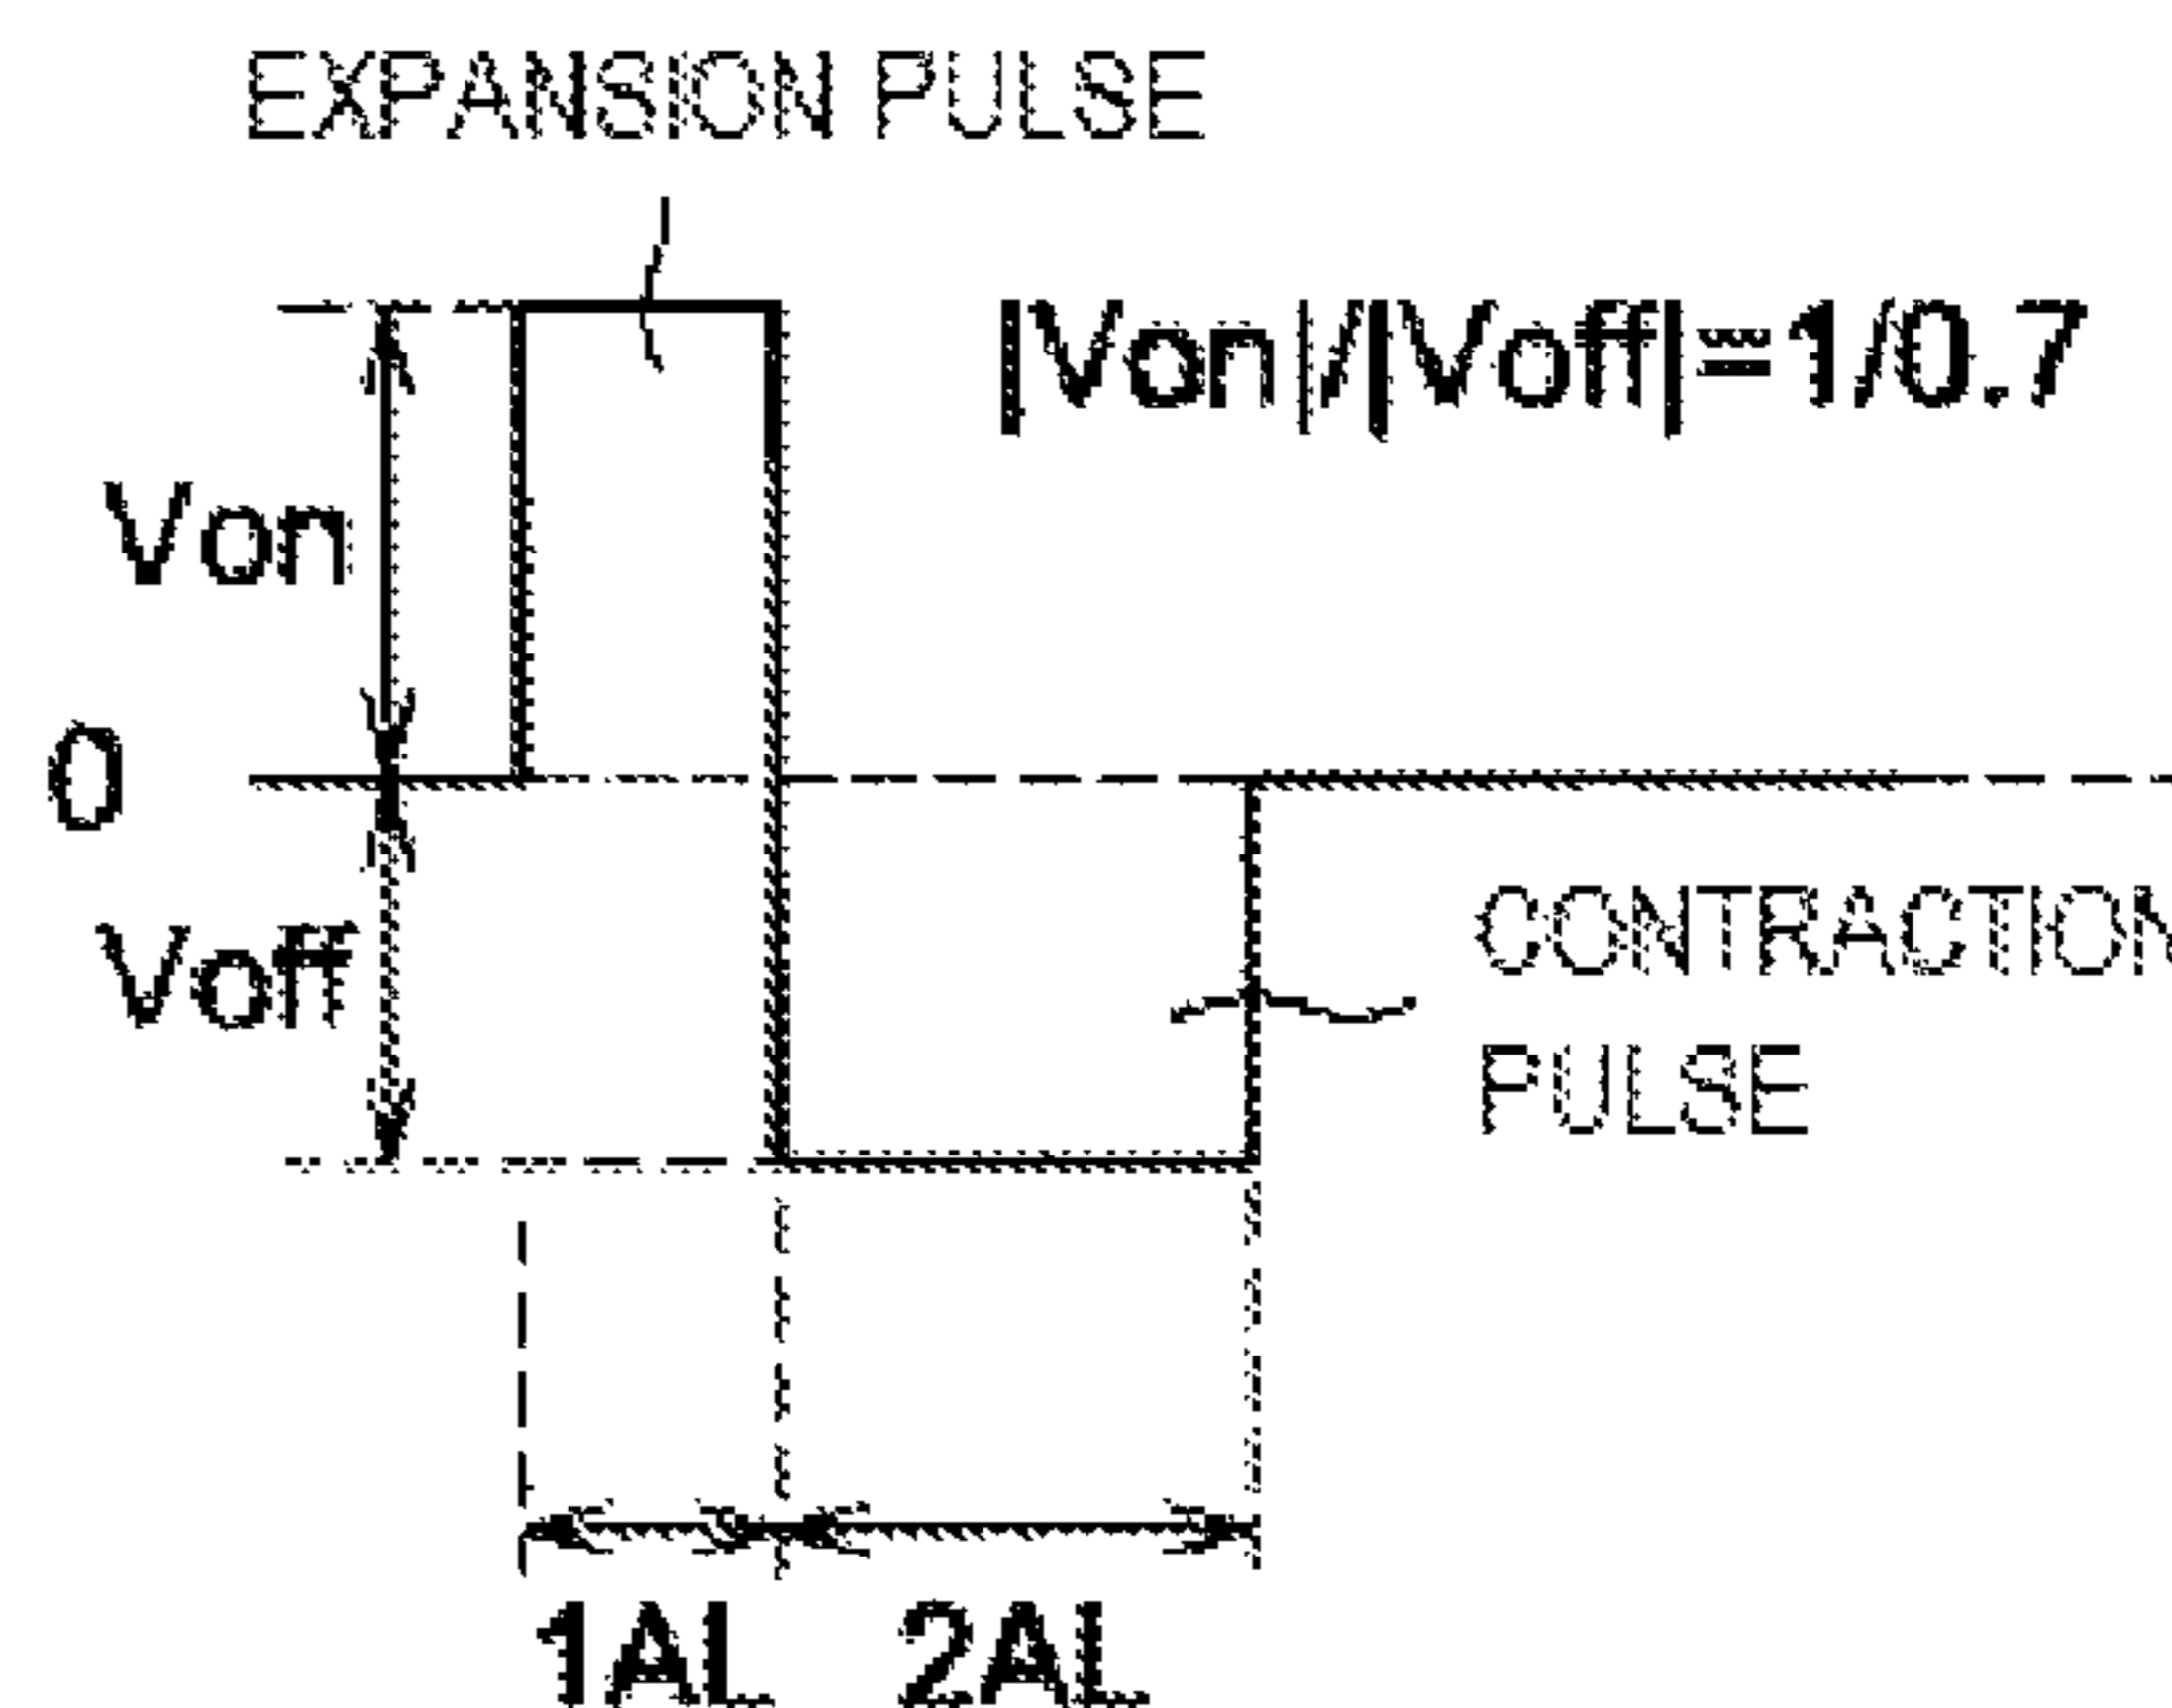 EXPANSION PULSE
|Von|/|Voff|=1/0.7
Von
0
Voff
CONTRACTION
PULSE
1AL 2AL